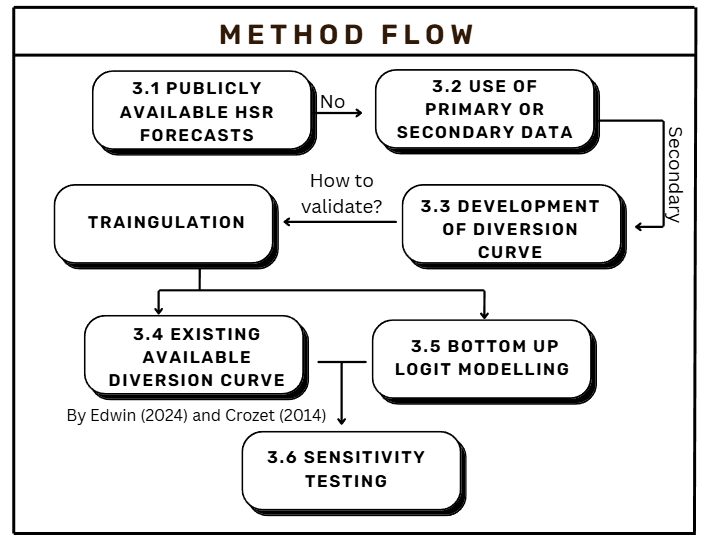 METHOD FLOW
3.1 PUBLICLY
AVAILABLE HSR
FORECASTS
No
3.2 USE OF
PRIMARY OR
SECONDARY DATA
Secondary
3.3 DEVELOPMENT
OF DIVERSION
CURVE
How to
validate?
TRAINGULATION
3.4 EXISTING
AVAILABLE
DIVERSION CURVE
By Edwin (2024) and Crozet (2014)
3.5 BOTTOM UP
LOGIT MODELLING
3.6 SENSITIVITY
TESTING